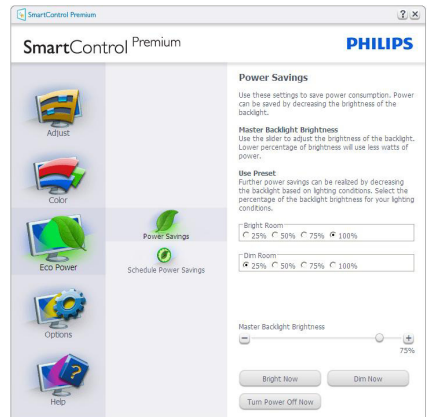 SmartControl Premium
SmartControl Premium
PHILIPS
Adjust
Color
Eco Power
Options
Help
Power Savings
Schedule Power Savings
Power Savings
Use these settings to save power consumption. Power
can be saved by decreasing the brightness of the
backlight.
Master Backlight Brightness
Use the slider to adjust the brightness of the backlight.
Lower percentage of brightness will use less watts of
power.
Use Preset
Further power savings can be realized by decreasing
the backlight based on lighting conditions. Select the
percentage of the backlight brightness for your lighting
conditions.
Bright Room
25% 50% 75% 100%
Dim Room
25% 50% 75% 100%
Master Backlight Brightness
75%
Bright Now Dim Now
Turn Power Off Now